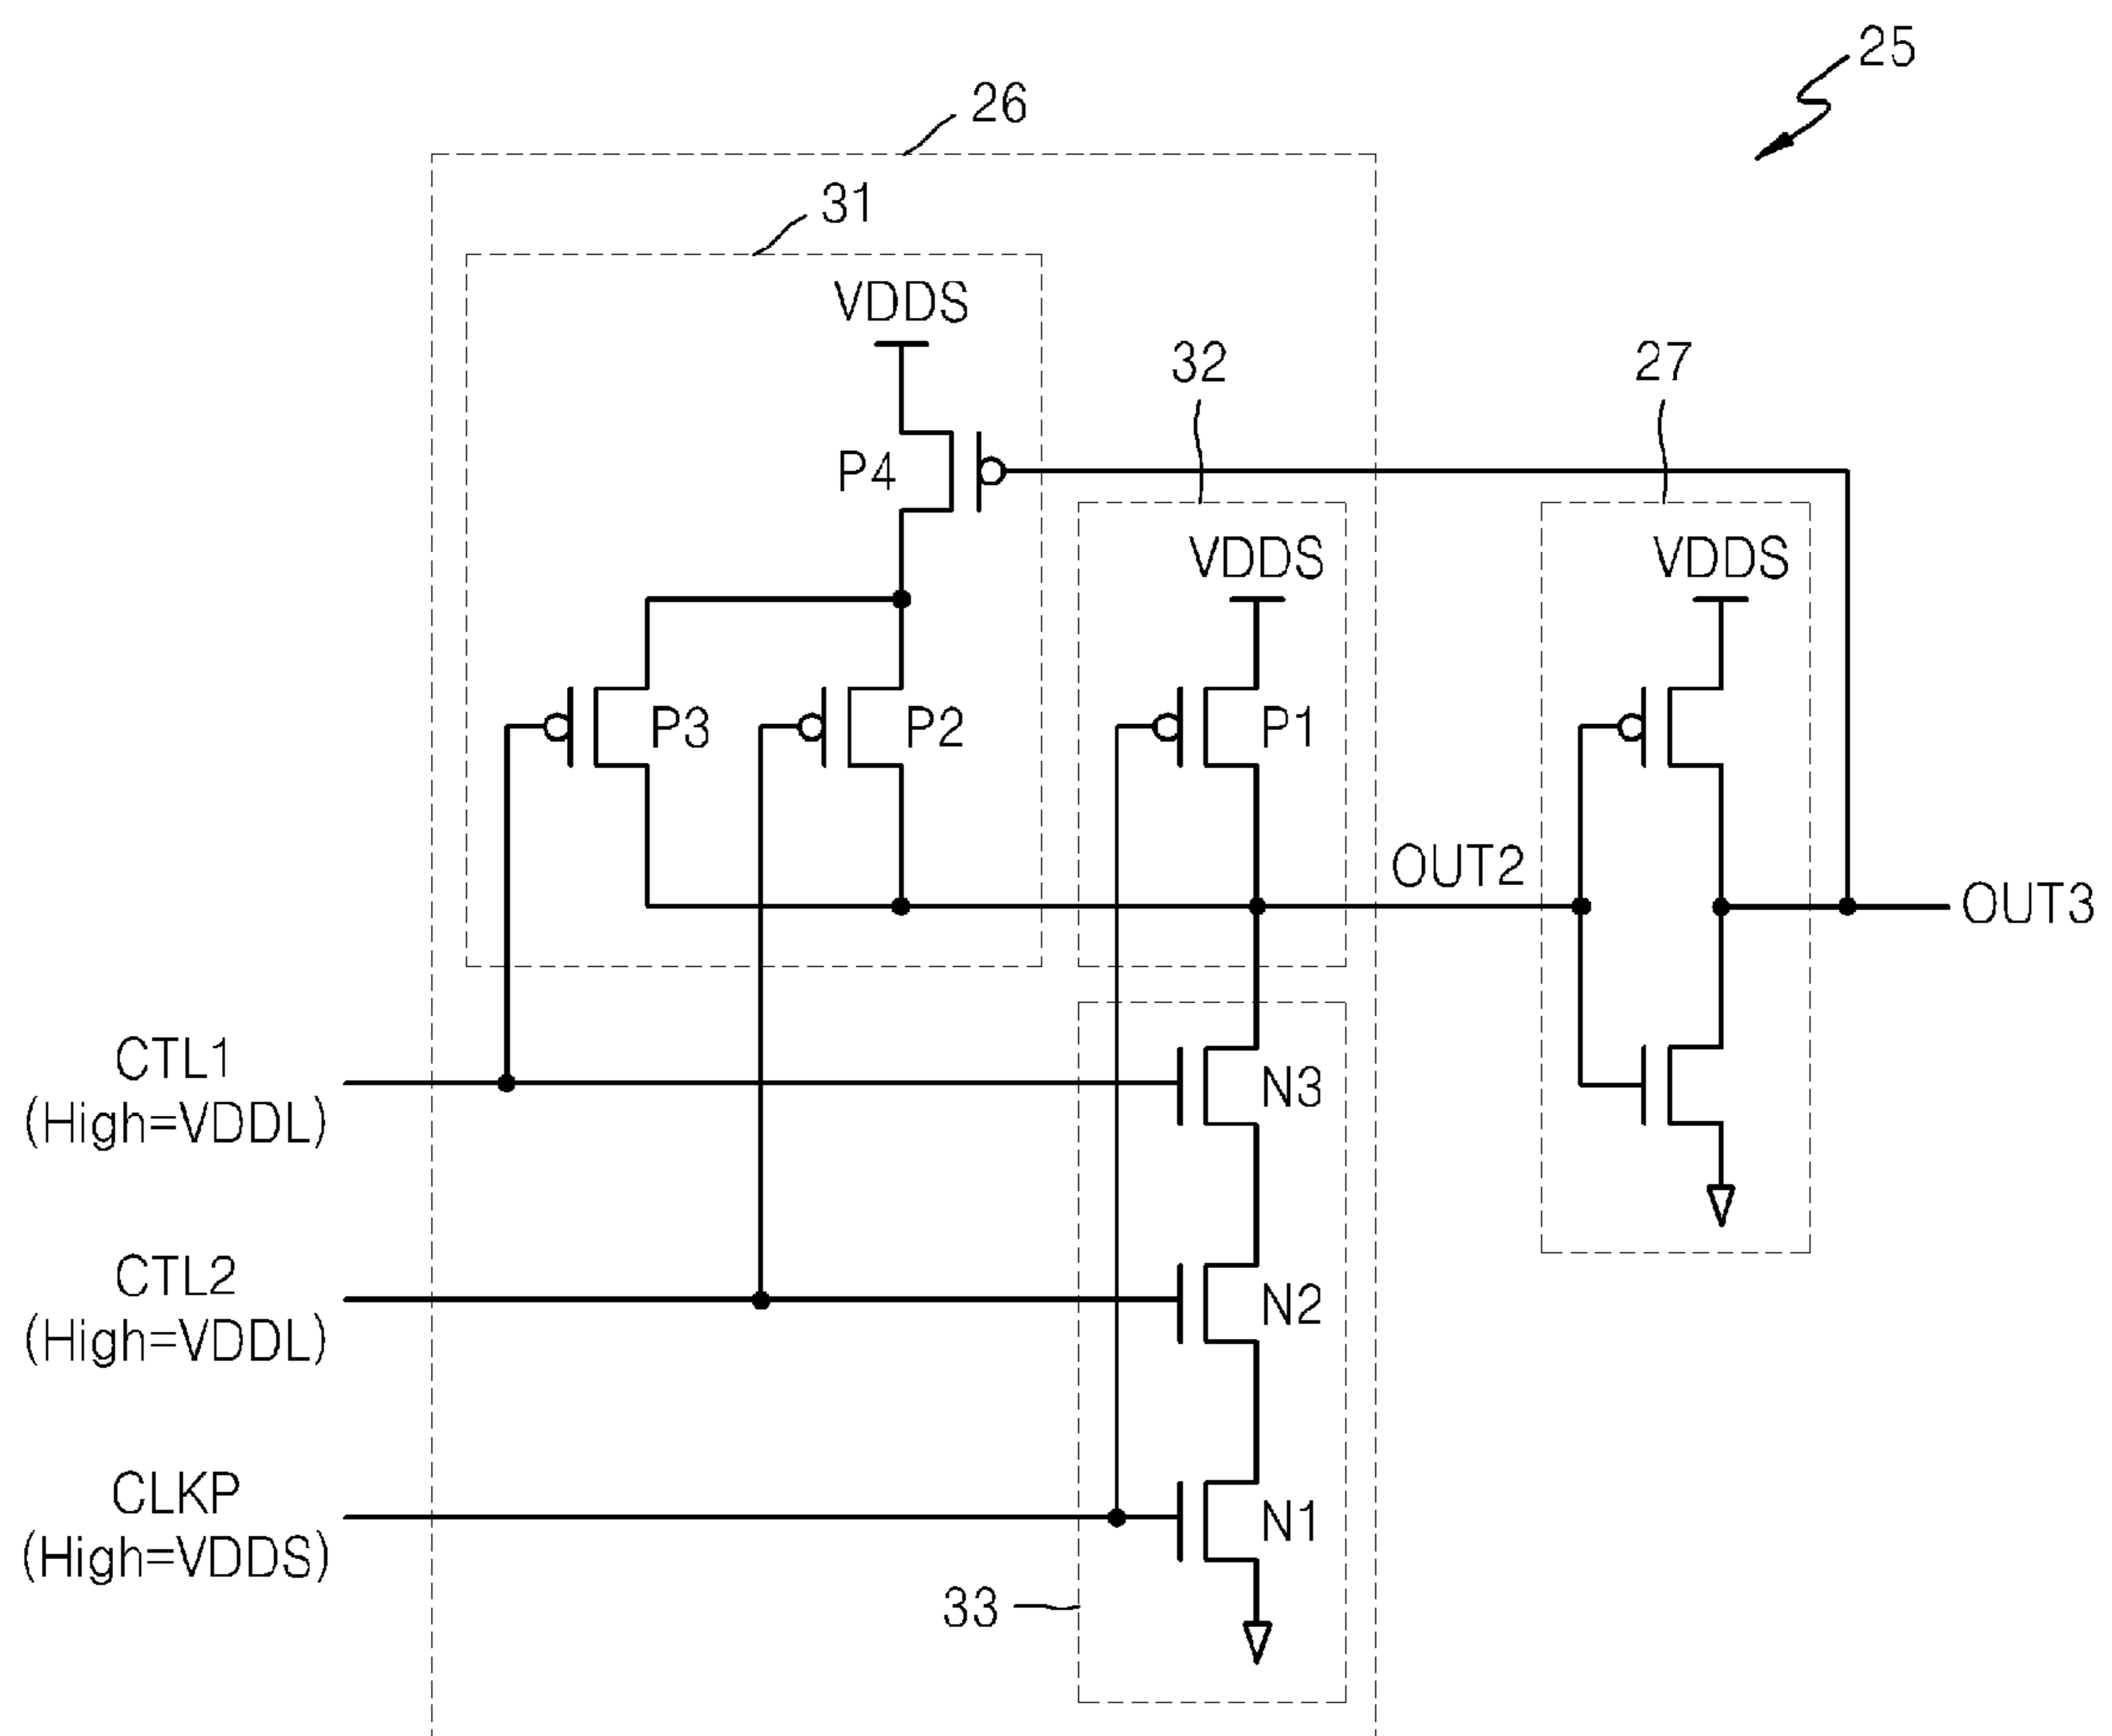 25
26
31
VDDS
32
27
P4
VDDS
VDDS
P3
P2
P1
OUT2
OUT3
CTL1
(High=VDDL)
N3
CTL2
(High=VDDL)
N2
CLKP
(High=VDDS)
N1
33